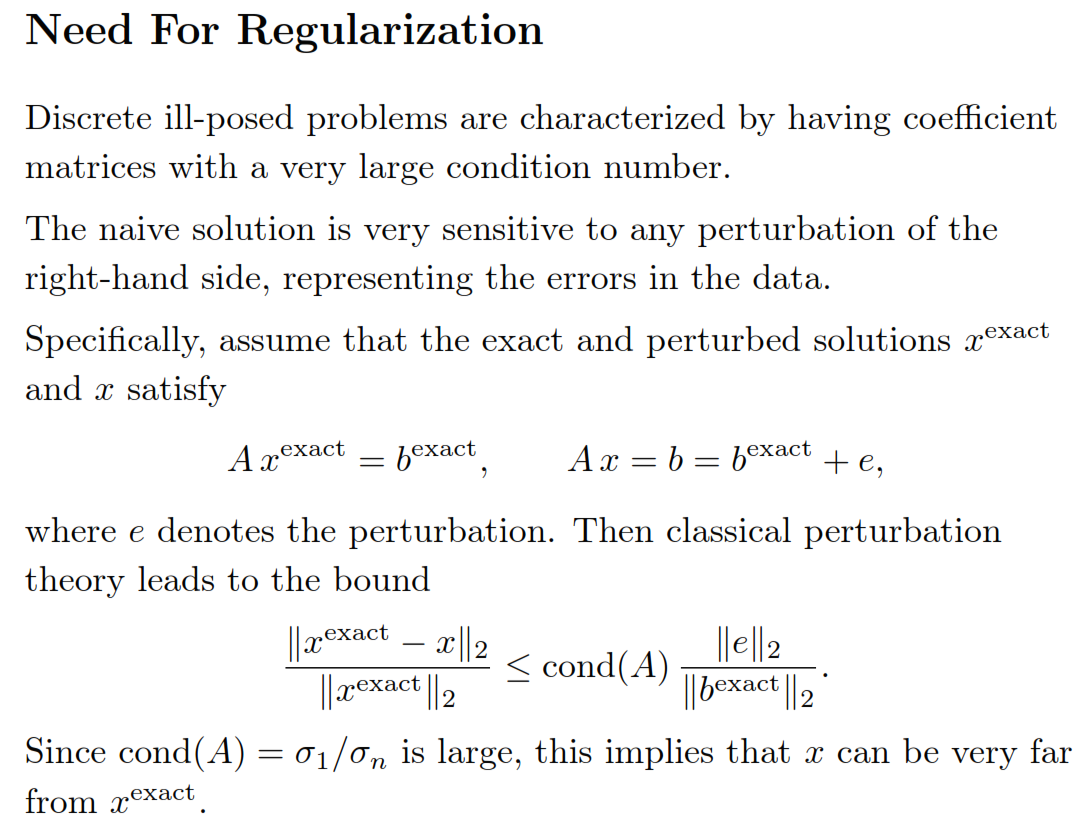 Need For Regularization
Discrete ill-posed problems are characterized by having coefficient
matrices with a very large condition number.
The naive solution is very sensitive to any perturbation of the
right-hand side, representing the errors in the data.
Specifically, assume that the exact and perturbed solutions $x^{\text{exact}}$
and $x$ satisfy
$A\,x^{\text{exact}} = b^{\text{exact}}, \qquad A\,x = b = b^{\text{exact}} + e,$
where $e$ denotes the perturbation. Then classical perturbation
theory leads to the bound
$\frac{\|x^{\text{exact}} - x\|_2}{\|x^{\text{exact}}\|_2} \leq \text{cond}(A)\,\frac{\|e\|_2}{\|b^{\text{exact}}\|_2}.$
Since $\text{cond}(A) = \sigma_1/\sigma_n$ is large, this implies that $x$ can be very far
from $x^{\text{exact}}$.